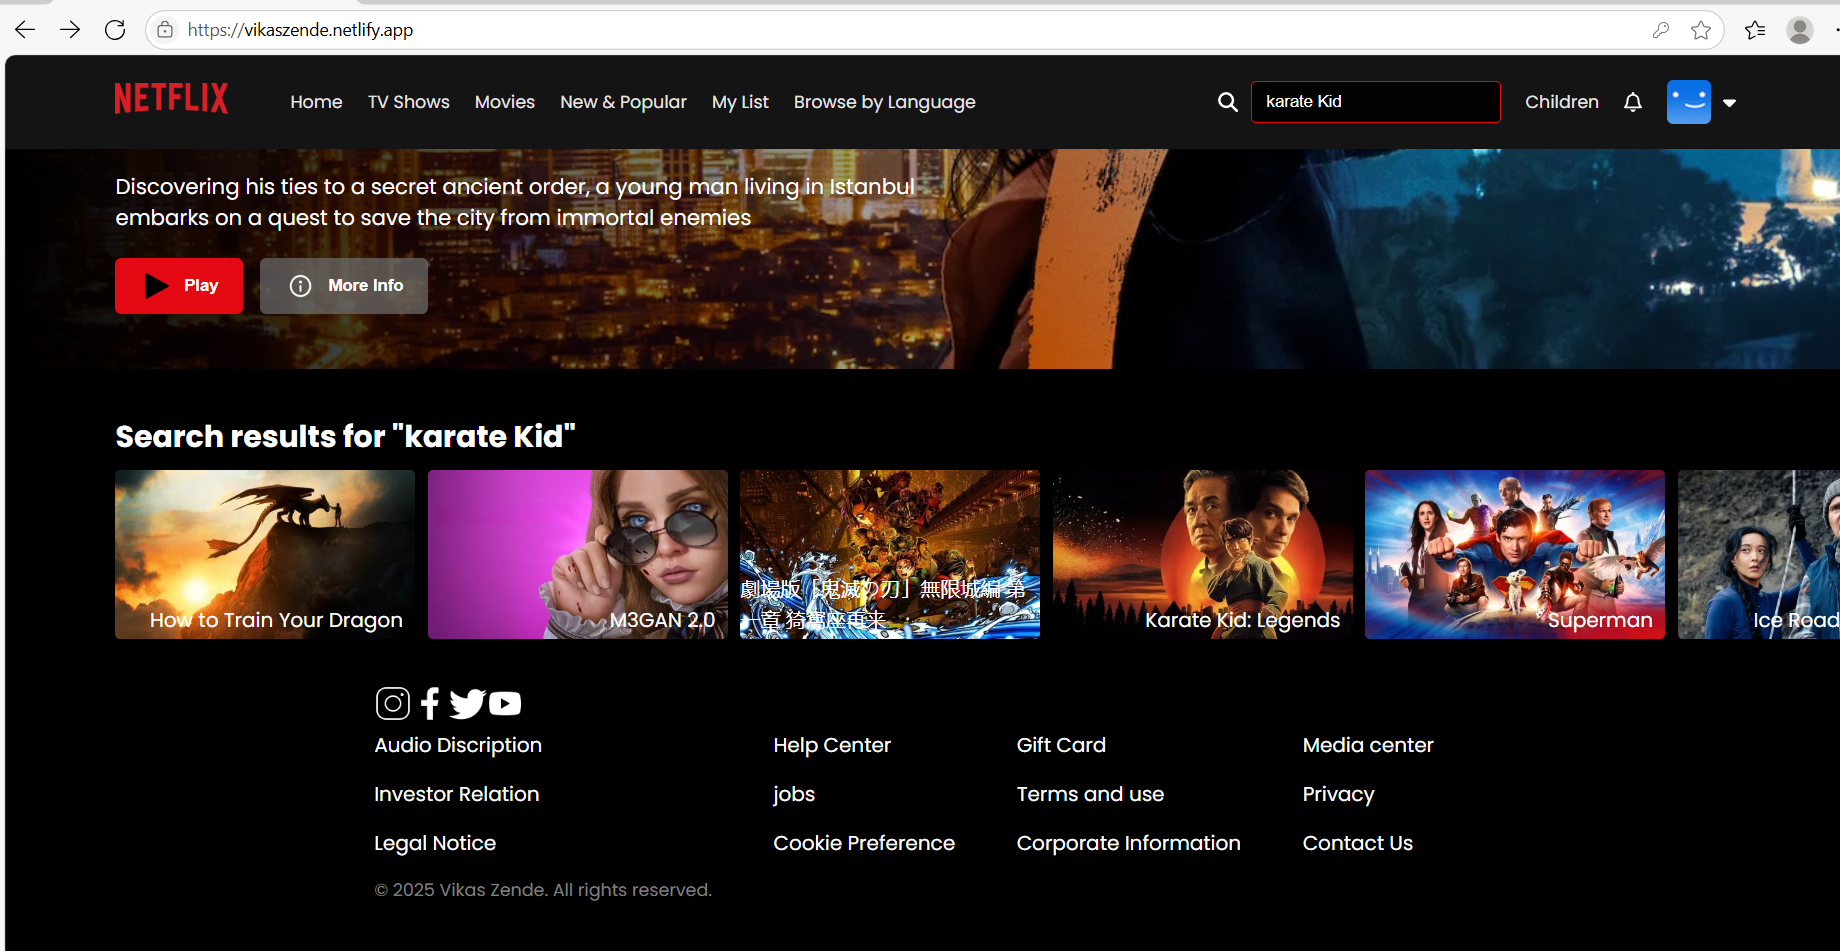 https://vikaszende.netlify.app
NETFLIX
Home
TV Shows
Movies
New & Popular
My List
Browse by Language
karate Kid
Children
Discovering his ties to a secret ancient order, a young man living in Istanbul
embarks on a quest to save the city from immortal enemies
Play
More Info
Search results for "karate Kid"
How to Train Your Dragon
M3GAN 2.0
劇場版「鬼滅の刃」無限城編 第
一章 猗窩座再来
Karate Kid: Legends
Superman
Ice Road
Audio Discription
Help Center
Gift Card
Media center
Investor Relation
jobs
Terms and use
Privacy
Legal Notice
Cookie Preference
Corporate Information
Contact Us
© 2025 Vikas Zende. All rights reserved.